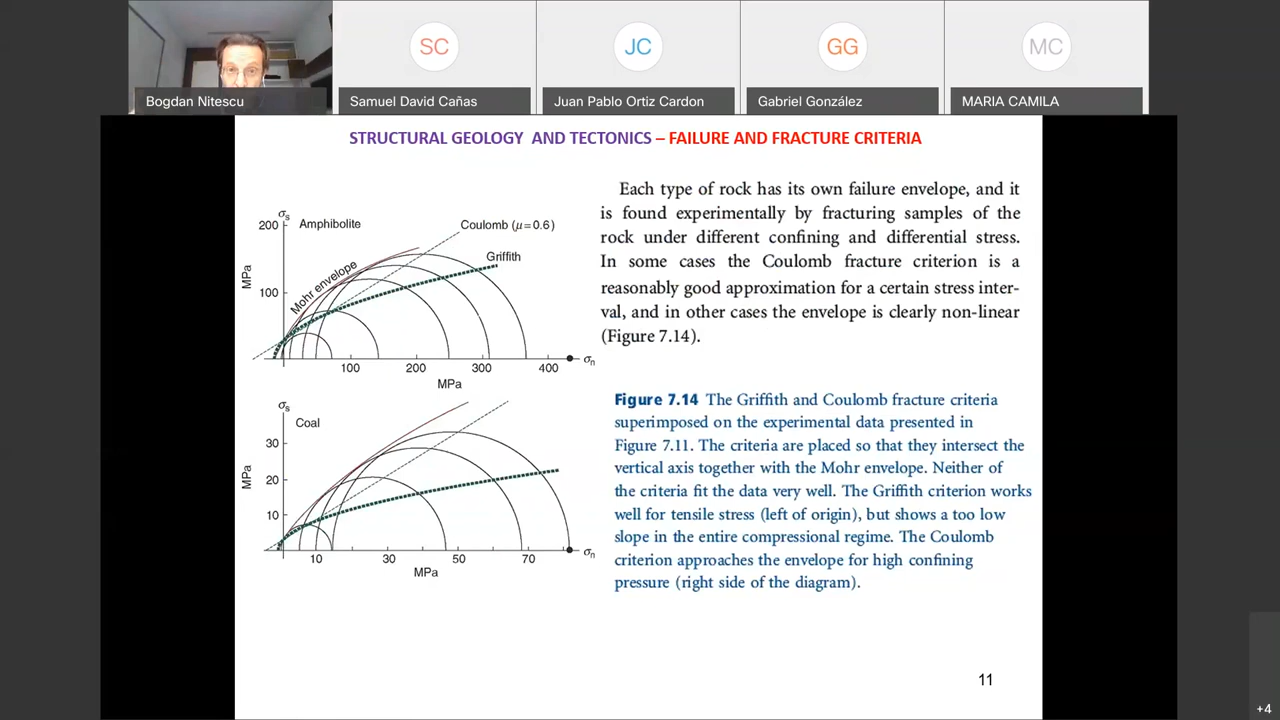 SC
JC
GG
MC
Bogdan Nitescu
Samuel David Cañas
Juan Pablo Ortiz Cardon
Gabriel González
MARIA CAMILA
STRUCTURAL GEOLOGY AND TECTONICS – FAILURE AND FRACTURE CRITERIA
σs
200
Amphibolite
Coulomb (μ=0.6)
Griffith
Mohr envelope
MPa
100
100
200
300
400
σn
MPa
σs
Coal
30
20
10
MPa
10
30
50
70
σn
MPa
Each type of rock has its own failure envelope, and it
is found experimentally by fracturing samples of the
rock under different confining and differential stress.
In some cases the Coulomb fracture criterion is a
reasonably good approximation for a certain stress inter-
val, and in other cases the envelope is clearly non-linear
(Figure 7.14).
Figure 7.14 The Griffith and Coulomb fracture criteria
superimposed on the experimental data presented in
Figure 7.11. The criteria are placed so that they intersect the
vertical axis together with the Mohr envelope. Neither of
the criteria fit the data very well. The Griffith criterion works
well for tensile stress (left of origin), but shows a too low
slope in the entire compressional regime. The Coulomb
criterion approaches the envelope for high confining
pressure (right side of the diagram).
11
+4